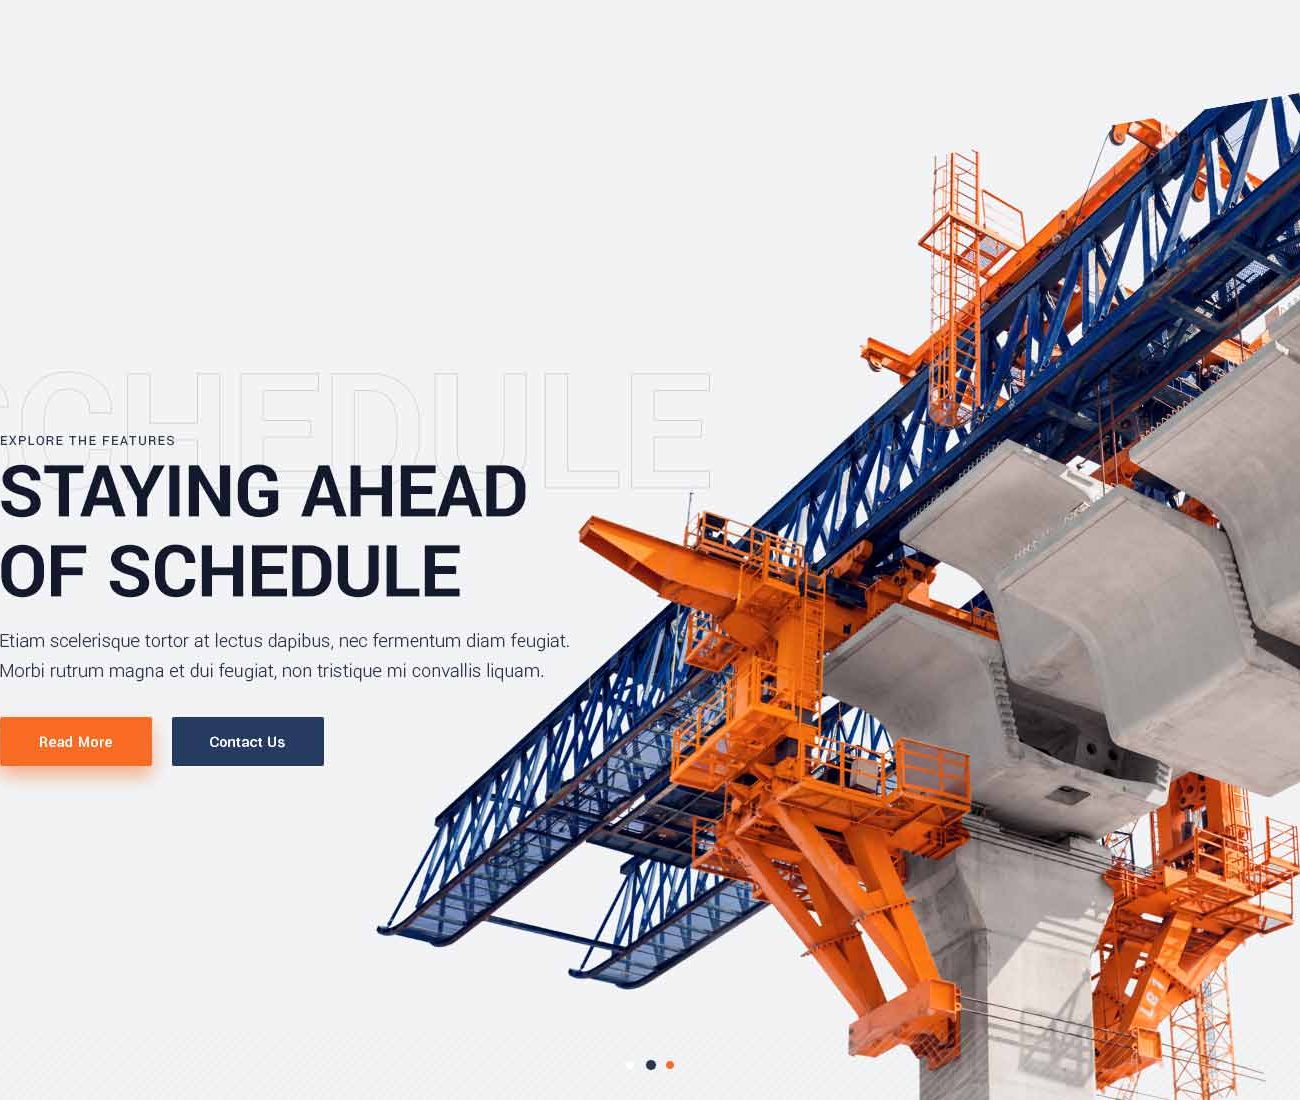 SCHEDULE
EXPLORE THE FEATURES
STAYING AHEAD
OF SCHEDULE
Etiam scelerisque tortor at lectus dapibus, nec fermentum diam feugiat.
Morbi rutrum magna et dui feugiat, non tristique mi convallis liquam.
Read More
Contact Us